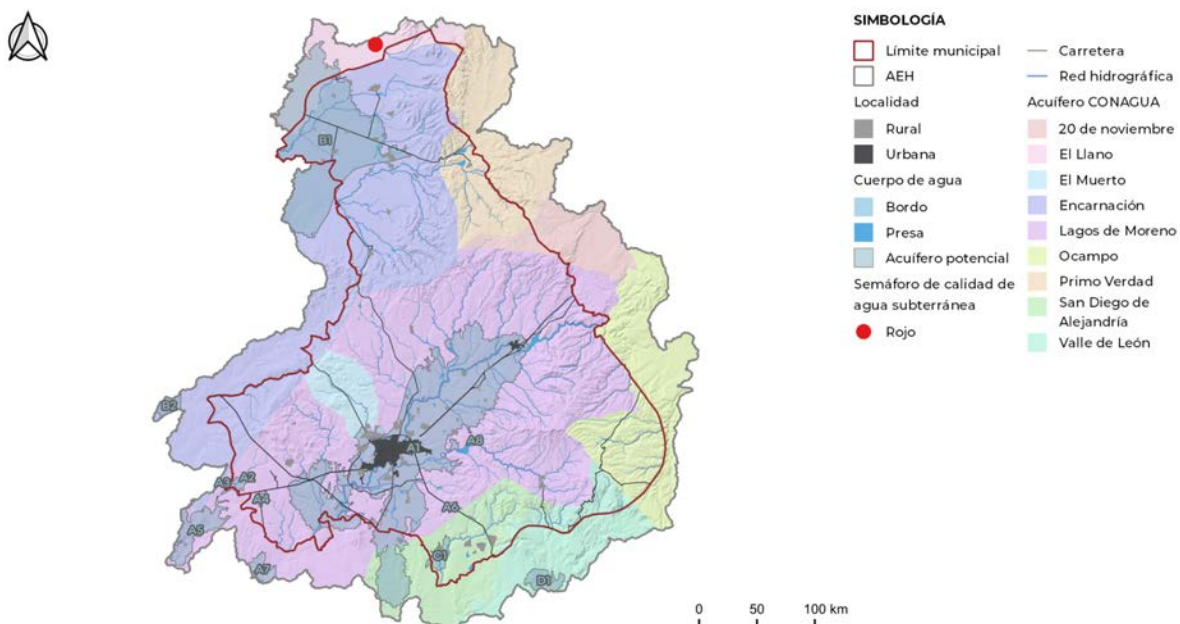 SIMBOLOGÍA
Límite municipal
AEH
Localidad
Rural
Urbana
Cuerpo de agua
Bordo
Presa
Acuífero potencial
Semáforo de calidad de
agua subterránea
Rojo
Carretera
Red hidrográfica
Acuífero CONAGUA
20 de noviembre
El Llano
El Muerto
Encarnación
Lagos de Moreno
Ocampo
Primo Verdad
San Diego de
Alejandría
Valle de León
B1
B2
A1
A8
A3
A2
A4
A6
A5
A7
C1
D1
0 50 100 km